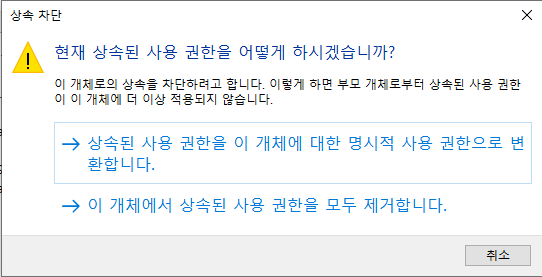 상속 차단
현재 상속된 사용 권한을 어떻게 하시겠습니까?
이 개체로의 상속을 차단하려고 합니다. 이렇게 하면 부모 개체로부터 상속된 사용 권한
이 이 개체에 더 이상 적용되지 않습니다.
→ 상속된 사용 권한을 이 개체에 대한 명시적 사용 권한으로 변
환합니다.
→ 이 개체에서 상속된 사용 권한을 모두 제거합니다.
취소